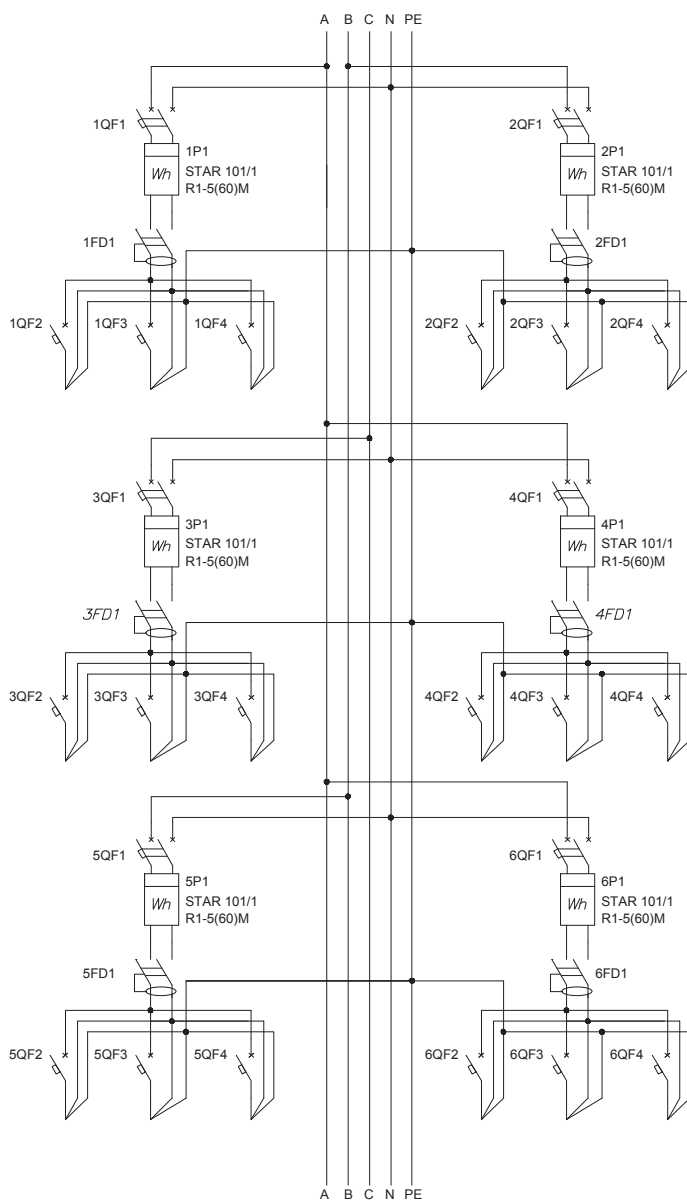 A B C N PE
1QF1
2QF1
1P1
STAR 101/1
R1-5(60)M
Wh
2P1
STAR 101/1
R1-5(60)M
Wh
1FD1
2FD1
1QF2 1QF3 1QF4
2QF2 2QF3 2QF4
3QF1
4QF1
3P1
STAR 101/1
R1-5(60)M
Wh
4P1
STAR 101/1
R1-5(60)M
Wh
3FD1
4FD1
3QF2 3QF3 3QF4
4QF2 4QF3 4QF4
5QF1
6QF1
5P1
STAR 101/1
R1-5(60)M
Wh
6P1
STAR 101/1
R1-5(60)M
Wh
5FD1
6FD1
5QF2 5QF3 5QF4
6QF2 6QF3 6QF4
A B C N PE